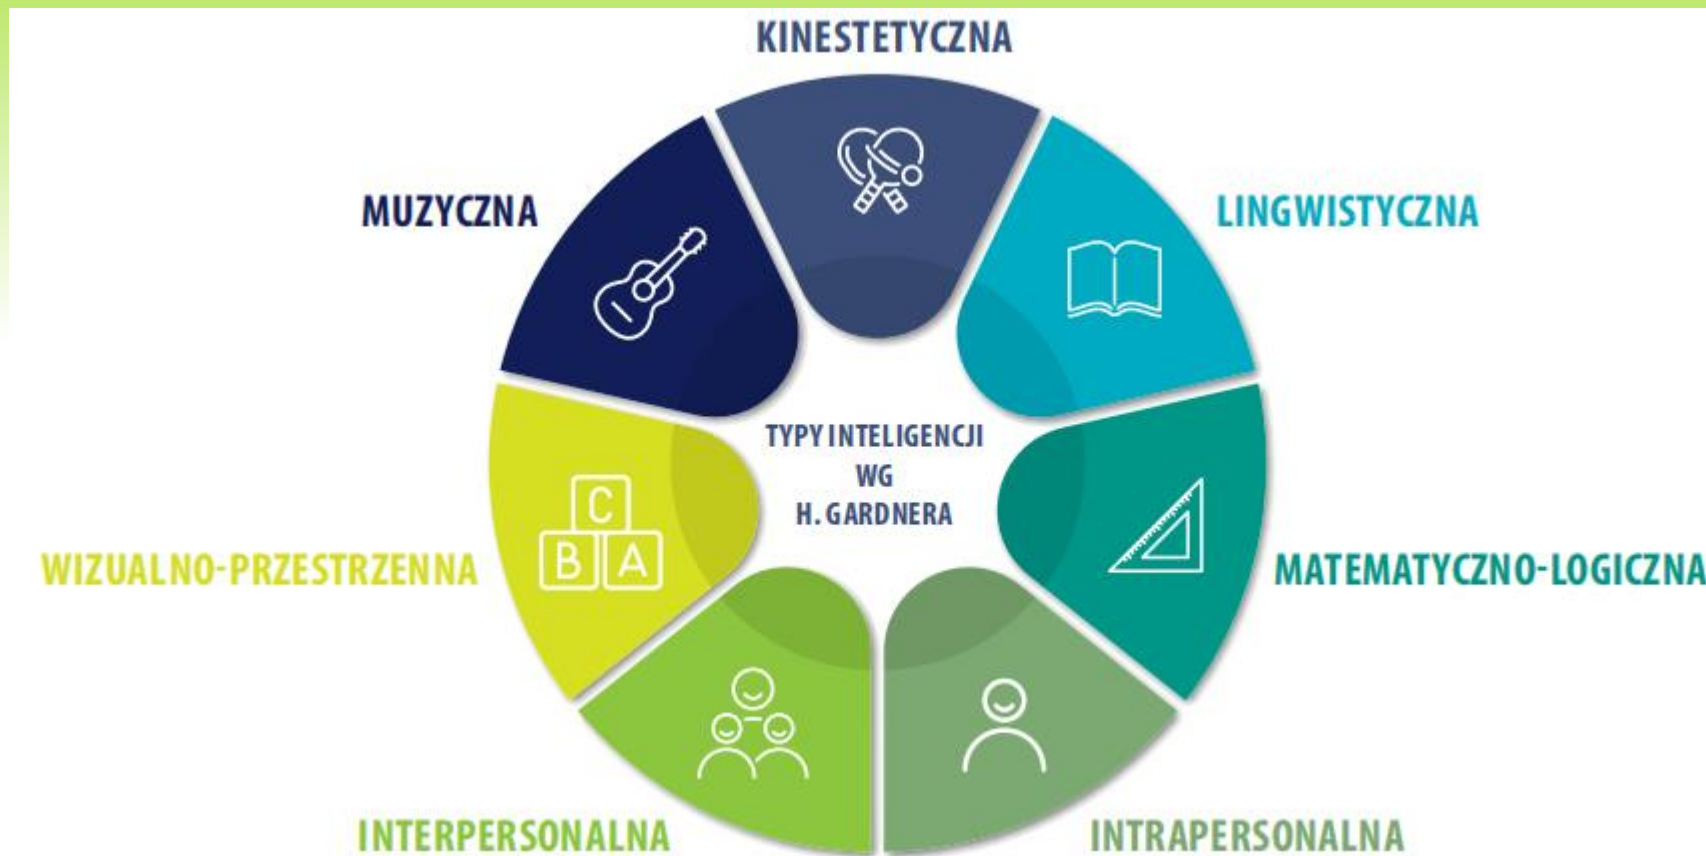 KINESTETYCZNA
MUZYCZNA
LINGWISTYCZNA
TYPY INTELIGENCJI
WG
H. GARDNERA
C
B A
WIZUALNO-PRZESTRZENNA
MATEMATYCZNO-LOGICZNA
INTERPERSONALNA
INTRAPERSONALNA